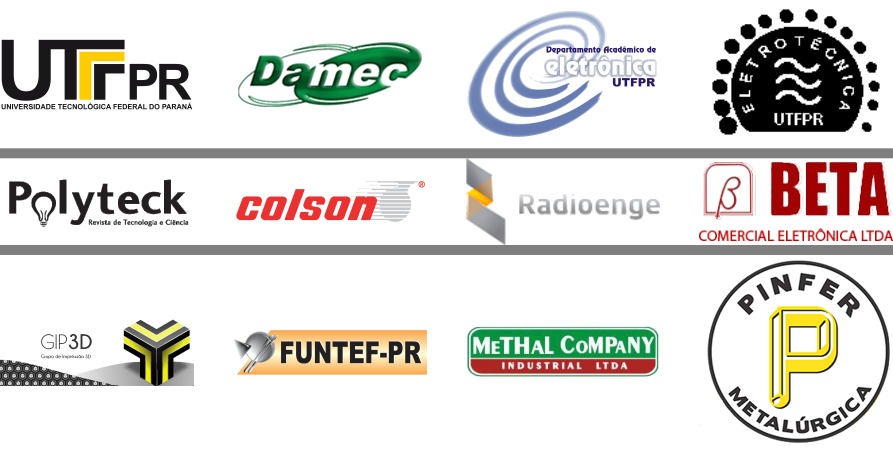 UTFPR
UNIVERSIDADE TECNOLÓGICA FEDERAL DO PARANÁ
Damec
Departamento Acadêmico de
eletrônica
UTFPR
ELETROTÉCNICA
UTFPR
Polyteck
Revista de Tecnologia e Ciência
colson®
Radioenge
β BETA
COMERCIAL ELETRÔNICA LTDA
GIP3D
Grupo de Impressão 3D
FUNTEF-PR
METHAL COMPANY
INDUSTRIAL LTDA
PINFER
P
METALÚRGICA